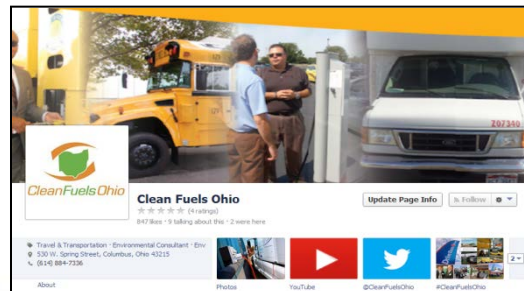 Z07340
CleanFuelsOhio
Clean Fuels Ohio
(4 ratings)
847 likes · 9 talking about this · 2 were here
Update Page Info
Follow
Travel & Transportation · Environmental Consultant · Env
530 W. Spring Street, Columbus, Ohio 43215
(614) 884-7336
About
Photos
YouTube
@CleanFuelsOhio
#CleanFuelsOhio
2